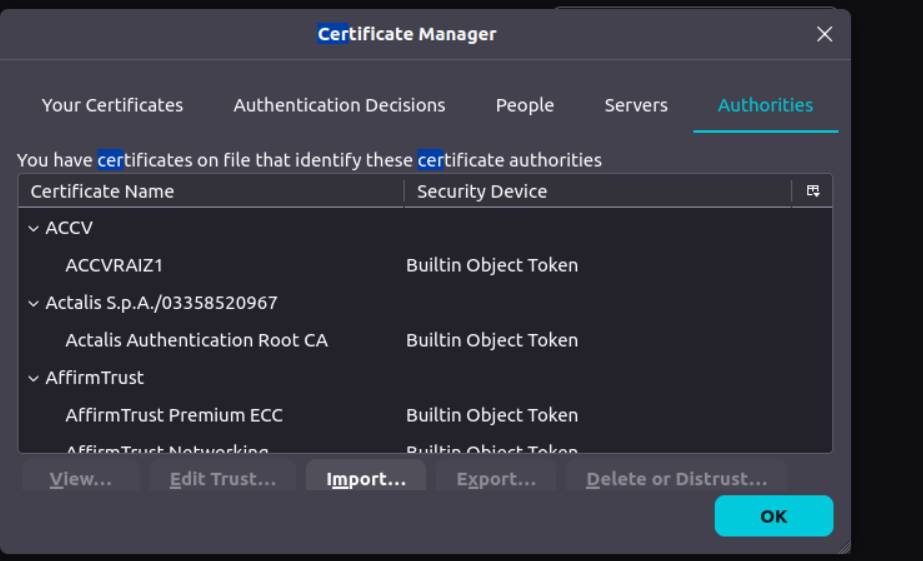 Certificate Manager
Your Certificates Authentication Decisions People Servers Authorities
You have certificates on file that identify these certificate authorities
Certificate Name Security Device
ACCV
ACCVRAIZ1 Builtin Object Token
Actalis S.p.A./03358520967
Actalis Authentication Root CA Builtin Object Token
AffirmTrust
AffirmTrust Premium ECC Builtin Object Token
AffirmTrust Networking Builtin Object Token
View... Edit Trust... Import... Export... Delete or Distrust...
OK